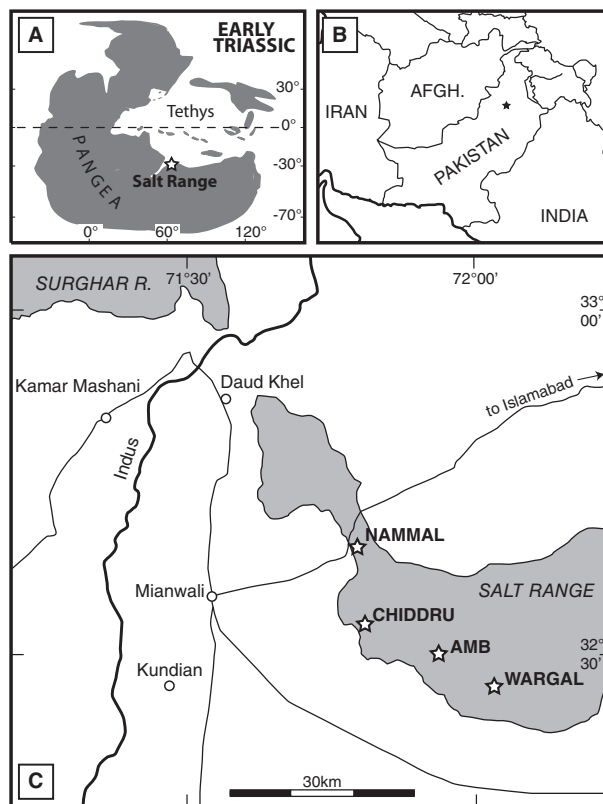 A
EARLY
TRIASSIC
30°
Tethys
0°
PANGEA
-30°
Salt Range
-70°
0°
60°
120°
B
AFGH.
IRAN
PAKISTAN
INDIA
SURGHAR R.
71°30'
72°00'
33°
00'
Kamar Mashani
Daud Khel
to Islamabad
Indus
NAMMAL
Mianwali
SALT RANGE
CHIDDRU
AMB
32°
30'
Kundian
WARGAL
C
30km